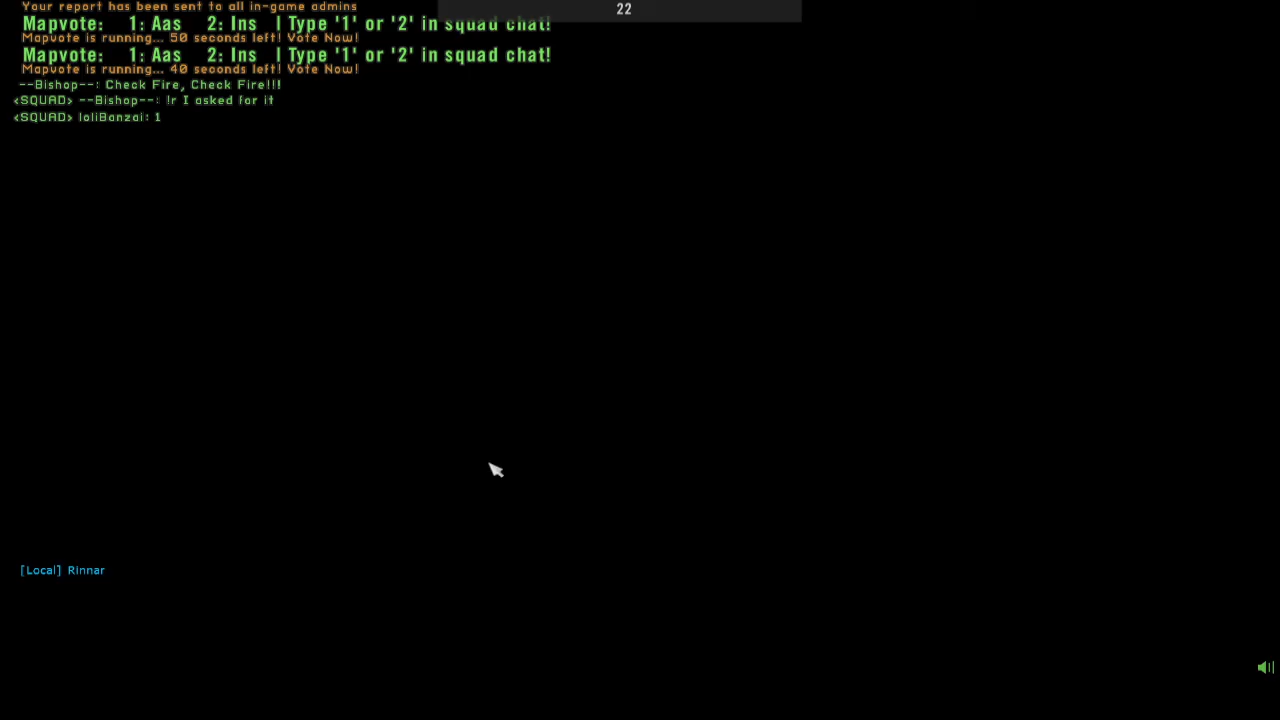 Your report has been sent to all in-game admins
22
Mapvote: 1: Aas 2: Ins | Type '1' or '2' in squad chat!
Mapvote is running... 50 seconds left! Vote Now!
Mapvote: 1: Aas 2: Ins | Type '1' or '2' in squad chat!
Mapvote is running... 40 seconds left! Vote Now!
--Bishop--: Check Fire, Check Fire!!!
<SQUAD> --Bishop--: !r I asked for it
<SQUAD> loliBanzai: 1
[Local] Rinnar